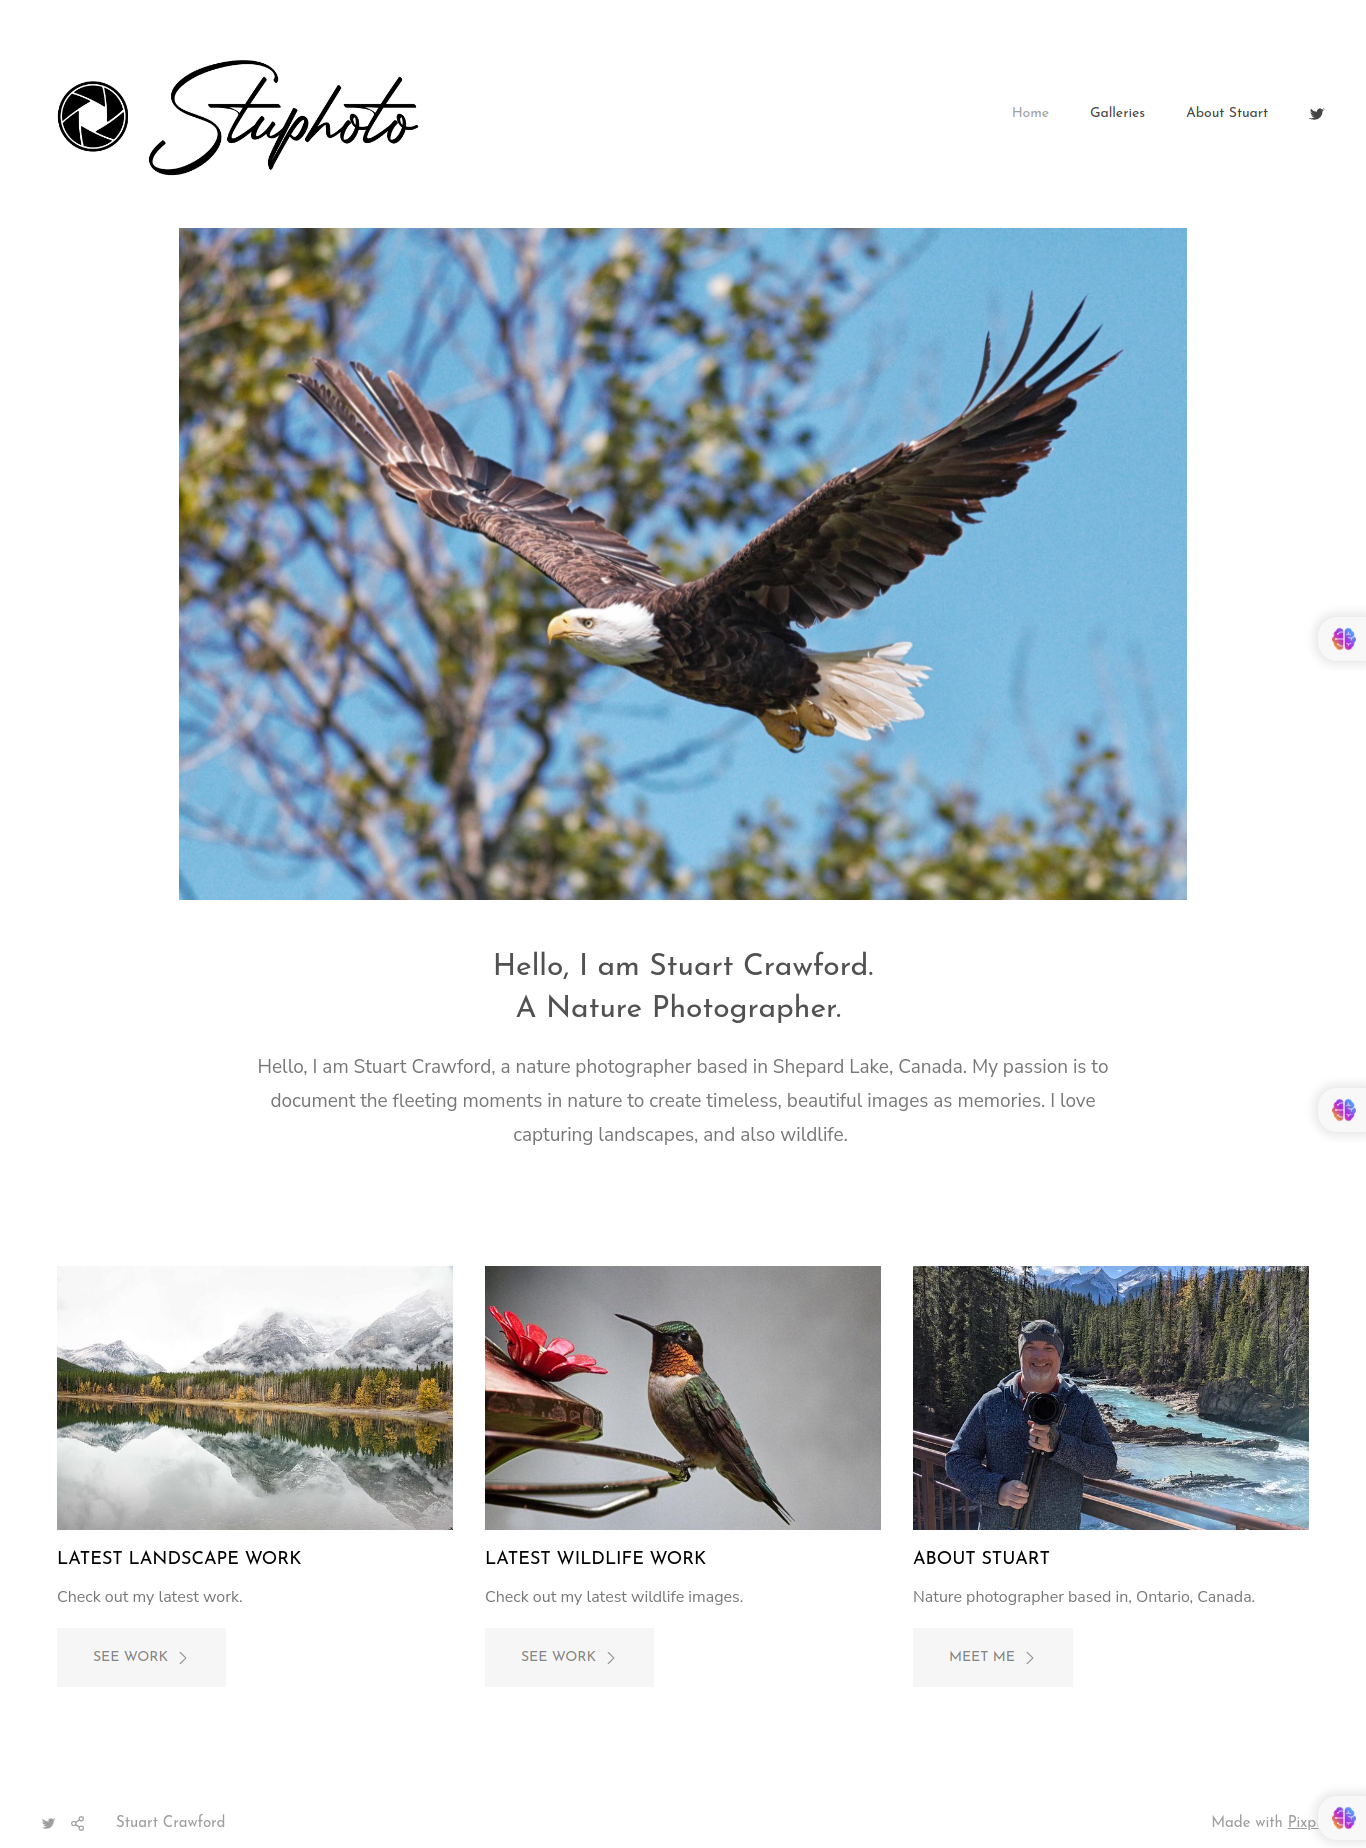 Stuphoto
Home Galleries About Stuart
Hello, I am Stuart Crawford.
A Nature Photographer.
Hello, I am Stuart Crawford, a nature photographer based in Shepard Lake, Canada. My passion is to
document the fleeting moments in nature to create timeless, beautiful images as memories. I love
capturing landscapes, and also wildlife.
LATEST LANDSCAPE WORK
Check out my latest work.
SEE WORK
LATEST WILDLIFE WORK
Check out my latest wildlife images.
SEE WORK
ABOUT STUART
Nature photographer based in, Ontario, Canada.
MEET ME
Stuart Crawford
Made with